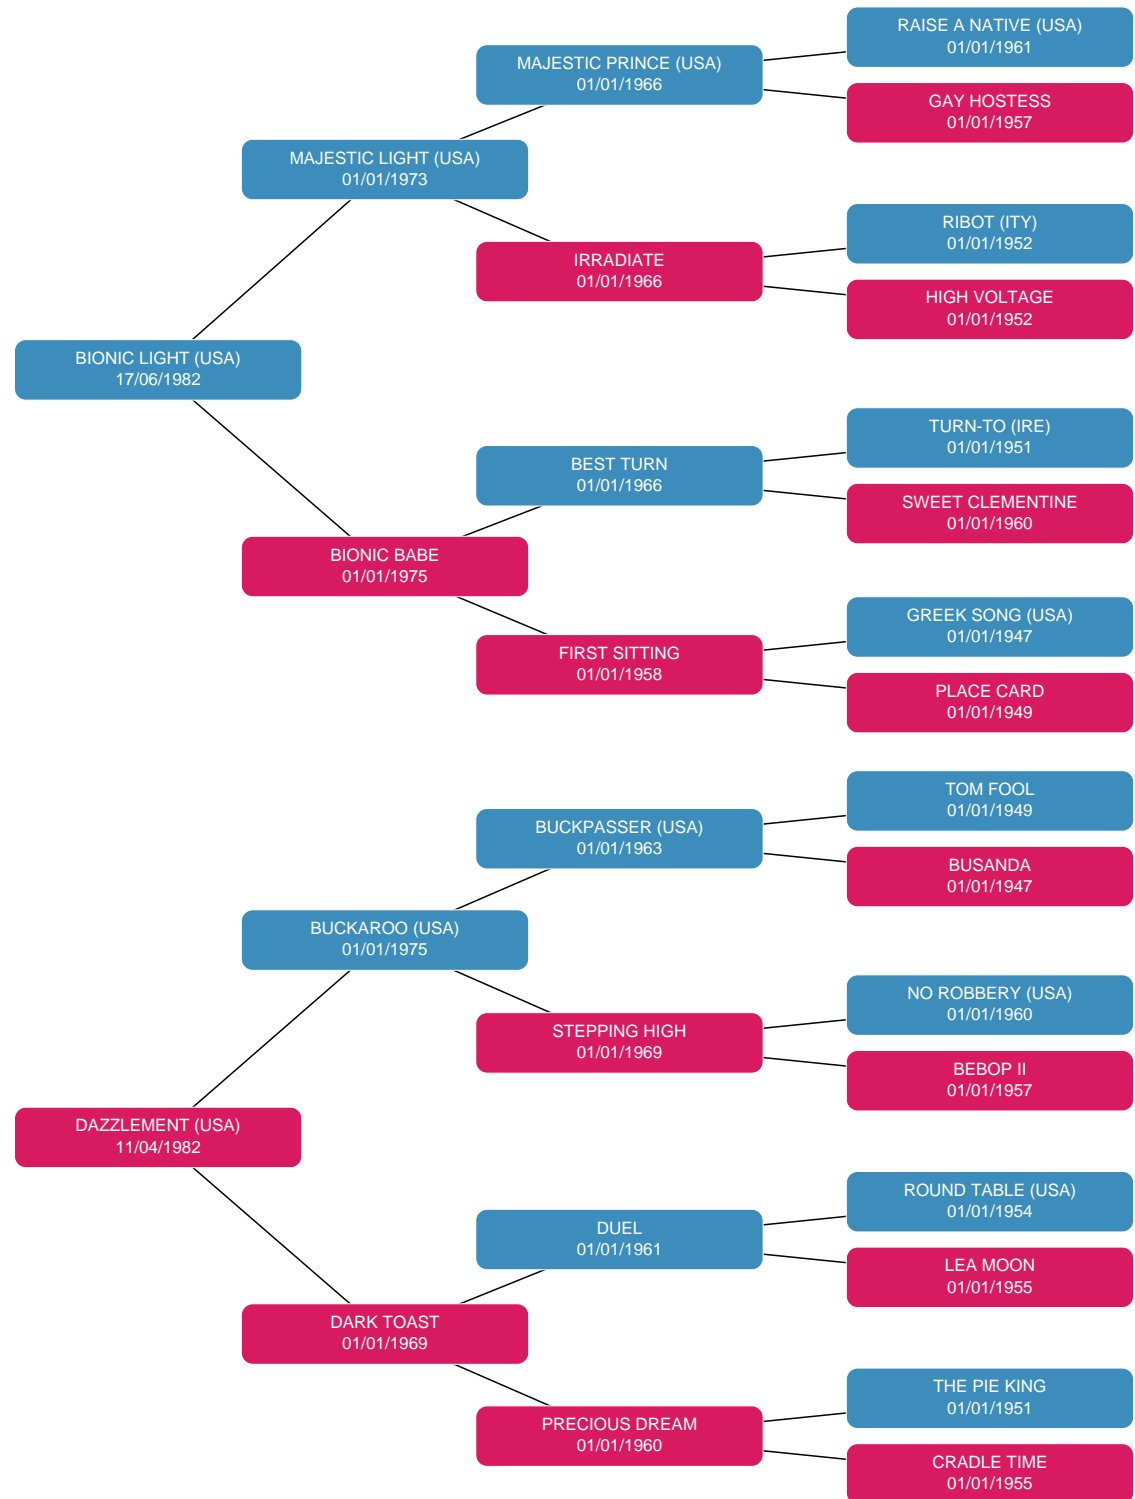 RAISE A NATIVE (USA)
01/01/1961
MAJESTIC PRINCE (USA)
01/01/1966
GAY HOSTESS
01/01/1957
MAJESTIC LIGHT (USA)
01/01/1973
RIBOT (ITY)
01/01/1952
IRRADIATE
01/01/1966
HIGH VOLTAGE
01/01/1952
BIONIC LIGHT (USA)
17/06/1982
TURN-TO (IRE)
01/01/1951
BEST TURN
01/01/1966
SWEET CLEMENTINE
01/01/1960
BIONIC BABE
01/01/1975
GREEK SONG (USA)
01/01/1947
FIRST SITTING
01/01/1958
PLACE CARD
01/01/1949
TOM FOOL
01/01/1949
BUCKPASSER (USA)
01/01/1963
BUSANDA
01/01/1947
BUCKAROO (USA)
01/01/1975
NO ROBBERY (USA)
01/01/1960
STEPPING HIGH
01/01/1969
BEBOP II
01/01/1957
DAZZLEMENT (USA)
11/04/1982
ROUND TABLE (USA)
01/01/1954
DUEL
01/01/1961
LEA MOON
01/01/1955
DARK TOAST
01/01/1969
THE PIE KING
01/01/1951
PRECIOUS DREAM
01/01/1960
CRADLE TIME
01/01/1955